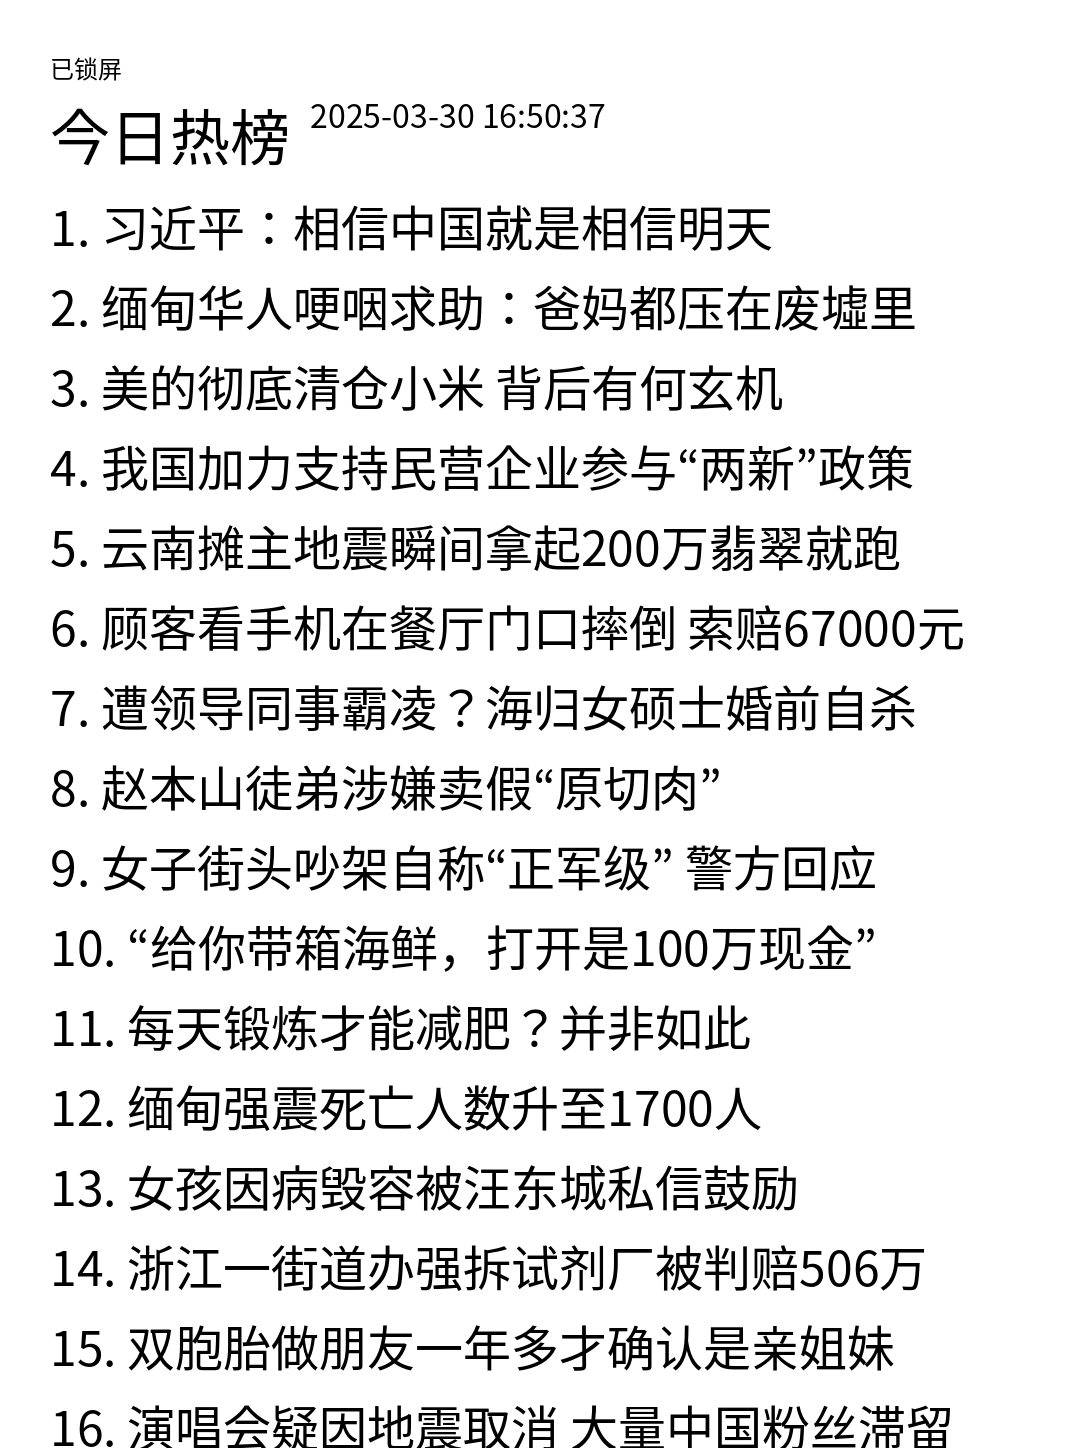 已锁屏
今日热榜 2025-03-30 16:50:37
1. 习近平：相信中国就是相信明天
2. 缅甸华人哽咽求助：爸妈都压在废墟里
3. 美的彻底清仓小米 背后有何玄机
4. 我国加力支持民营企业参与“两新”政策
5. 云南摊主地震瞬间拿起200万翡翠就跑
6. 顾客看手机在餐厅门口摔倒 索赔67000元
7. 遭领导同事霸凌？海归女硕士婚前自杀
8. 赵本山徒弟涉嫌卖假“原切肉”
9. 女子街头吵架自称“正军级” 警方回应
10. “给你带箱海鲜，打开是100万现金”
11. 每天锻炼才能减肥？并非如此
12. 缅甸强震死亡人数升至1700人
13. 女孩因病毁容被汪东城私信鼓励
14. 浙江一街道办强拆试剂厂被判赔506万
15. 双胞胎做朋友一年多才确认是亲姐妹
16. 演唱会疑因地震取消 大量中国粉丝滞留